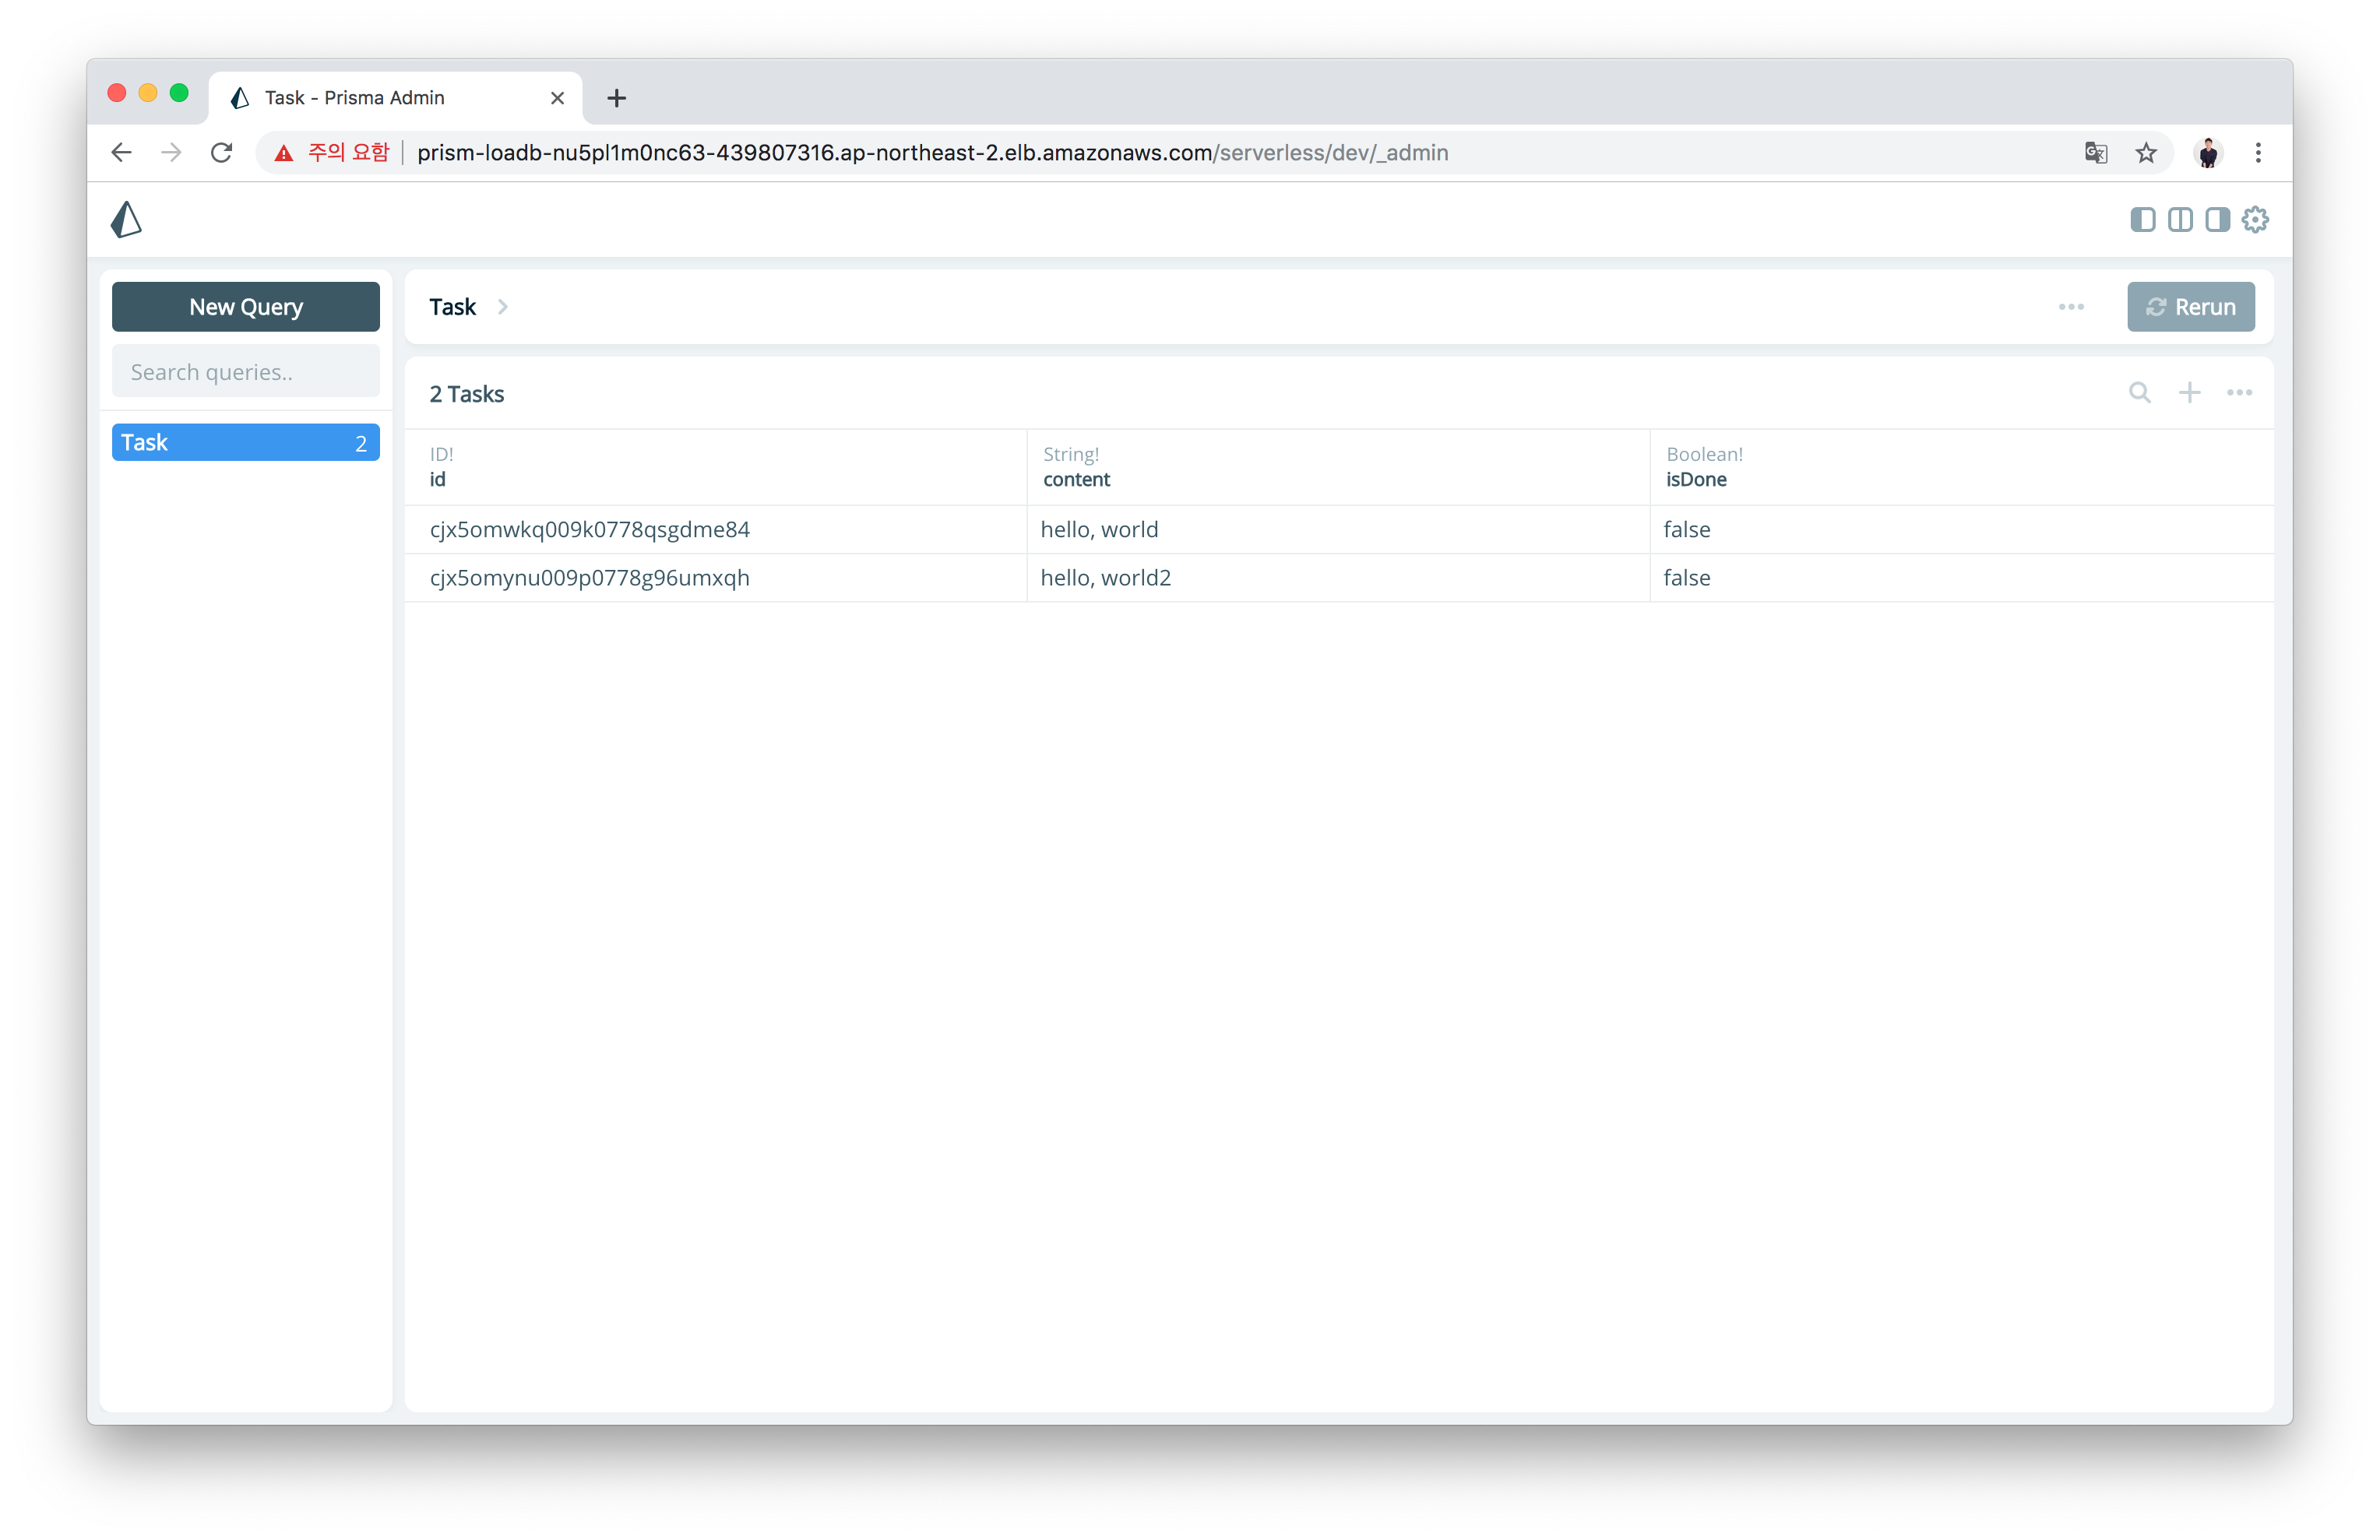 Task - Prisma Admin
주의 요함 prism-loadb-nu5pl1m0nc63-439807316.ap-northeast-2.elb.amazonaws.com/serverless/dev/_admin
New Query
Search queries..
Task 2
Task
Rerun
2 Tasks
ID! String! Boolean!
id content isDone
cjx5omwkq009k0778qsgdme84 hello, world false
cjx5omynu009p0778g96umxqh hello, world2 false